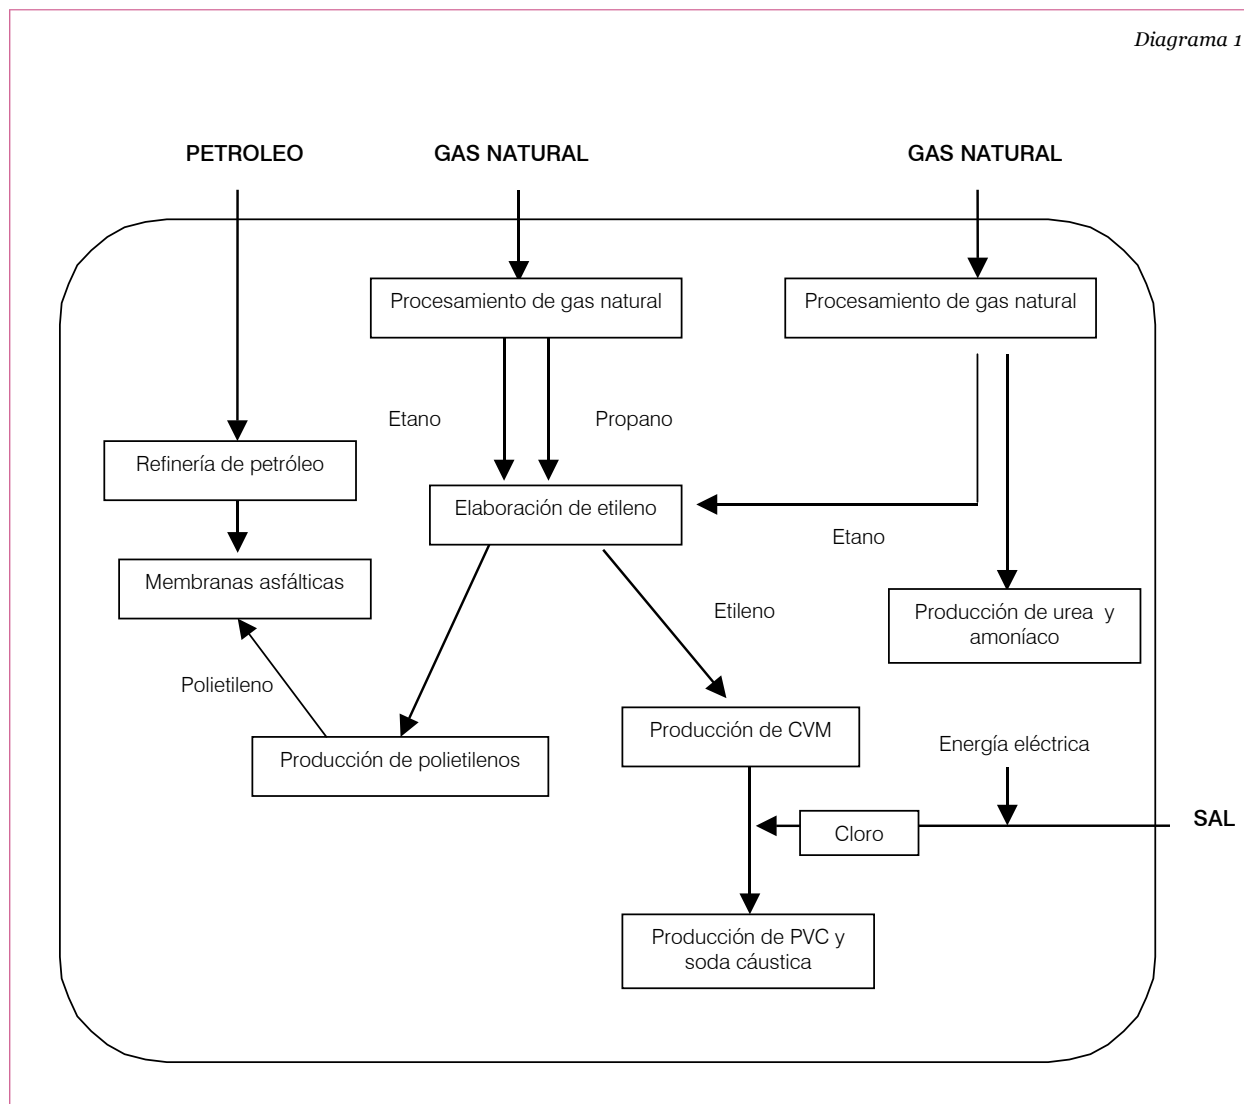 Diagrama 1
PETROLEO
GAS NATURAL
GAS NATURAL
Procesamiento de gas natural
Procesamiento de gas natural
Etano
Propano
Refinería de petróleo
Elaboración de etileno
Etano
Membranas asfálticas
Etileno
Producción de urea y
amoníaco
Polietileno
Producción de CVM
Energía eléctrica
Producción de polietilenos
SAL
Cloro
Producción de PVC y
soda cáustica